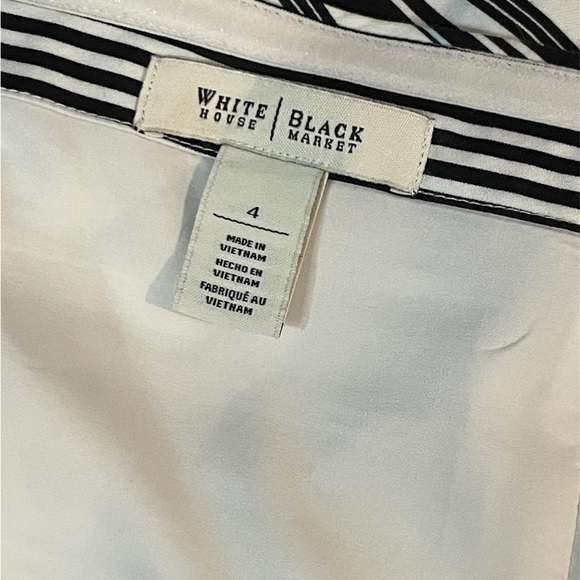 WHITE | BLACK
HOUSE | MARKET
4
MADE IN
VIETNAM
HECHO EN
VIETNAM
FABRIQUÉ AU
VIETNAM